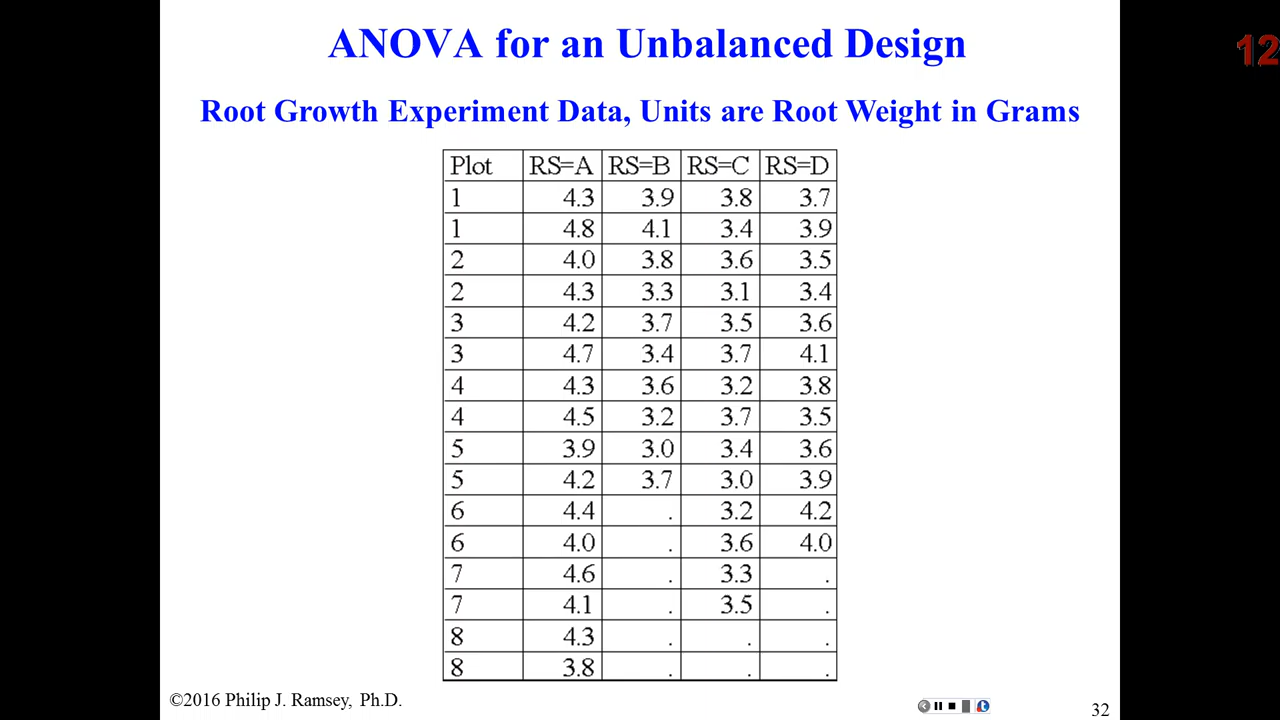 ANOVA for an Unbalanced Design
12
Root Growth Experiment Data, Units are Root Weight in Grams
Plot RS=A RS=B RS=C RS=D
1 4.3 3.9 3.8 3.7
1 4.8 4.1 3.4 3.9
2 4.0 3.8 3.6 3.5
2 4.3 3.3 3.1 3.4
3 4.2 3.7 3.5 3.6
3 4.7 3.4 3.7 4.1
4 4.3 3.6 3.2 3.8
4 4.5 3.2 3.7 3.5
5 3.9 3.0 3.4 3.6
5 4.2 3.7 3.0 3.9
6 4.4 . 3.2 4.2
6 4.0 . 3.6 4.0
7 4.6 . 3.3 .
7 4.1 . 3.5 .
8 4.3 . . .
8 3.8 . . .
©2016 Philip J. Ramsey, Ph.D.
32